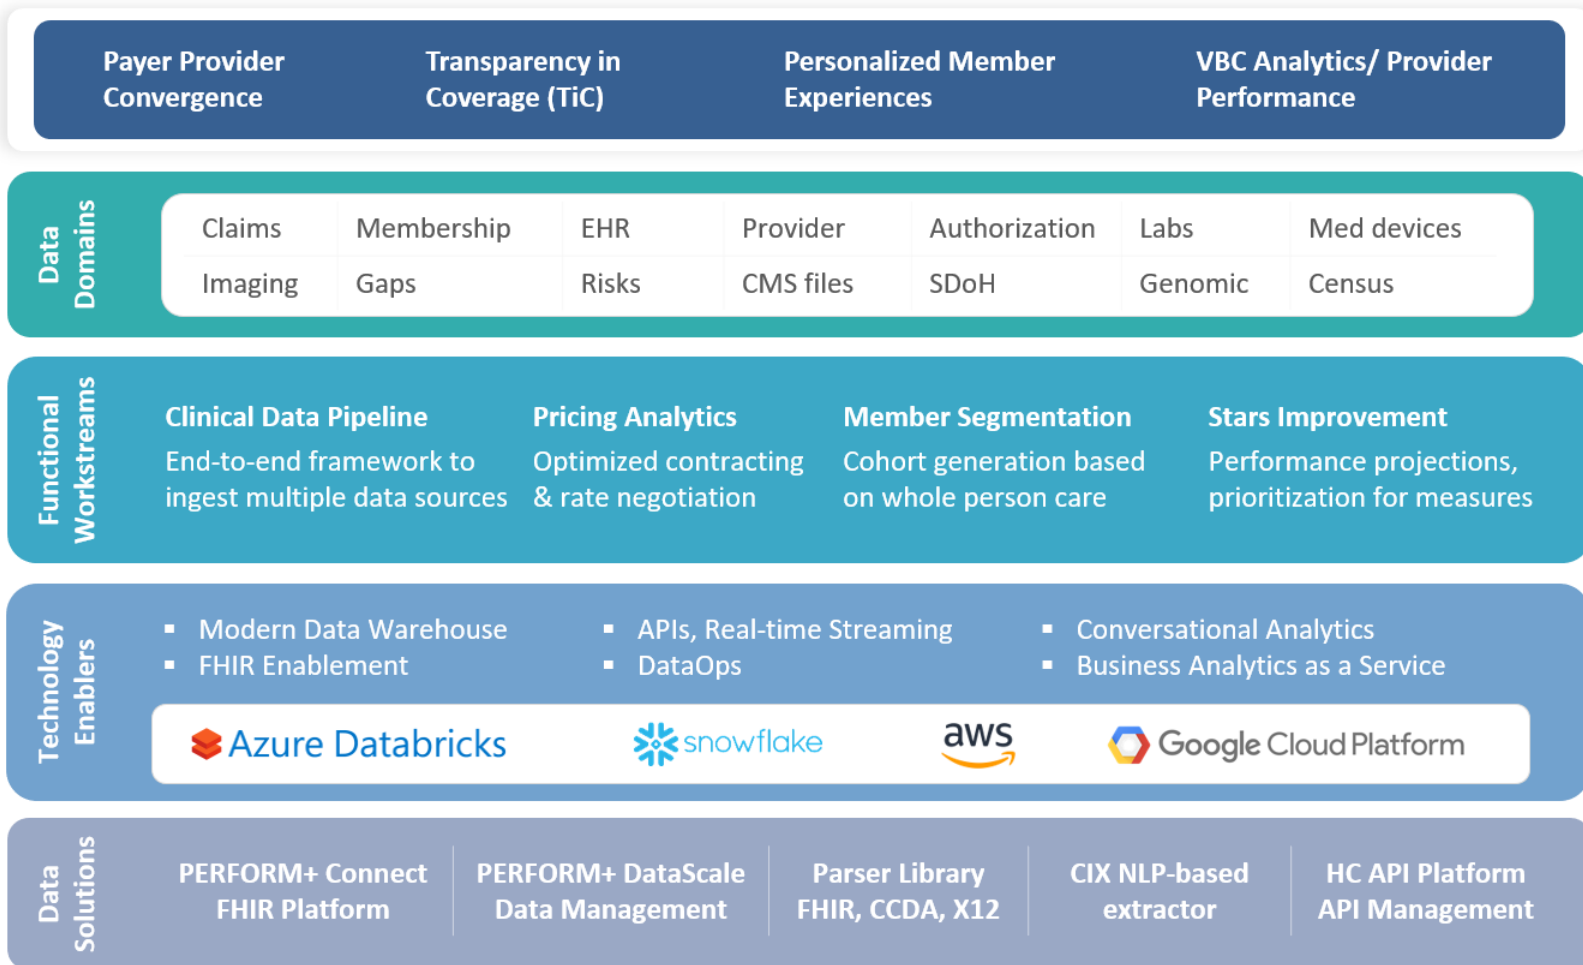 Payer Provider
Convergence
Transparency in
Coverage (TiC)
Personalized Member
Experiences
VBC Analytics/ Provider
Performance
Data
Domains
Claims Membership EHR Provider Authorization Labs Med devices
Imaging Gaps Risks CMS files SDoH Genomic Census
Functional
Workstreams
Clinical Data Pipeline
End-to-end framework to
ingest multiple data sources
Pricing Analytics
Optimized contracting
& rate negotiation
Member Segmentation
Cohort generation based
on whole person care
Stars Improvement
Performance projections,
prioritization for measures
Technology
Enablers
▪ Modern Data Warehouse
▪ FHIR Enablement
▪ APIs, Real-time Streaming
▪ DataOps
▪ Conversational Analytics
▪ Business Analytics as a Service
Azure Databricks
snowflake
aws
Google Cloud Platform
Data
Solutions
PERFORM+ Connect
FHIR Platform
PERFORM+ DataScale
Data Management
Parser Library
FHIR, CCDA, X12
CIX NLP-based
extractor
HC API Platform
API Management